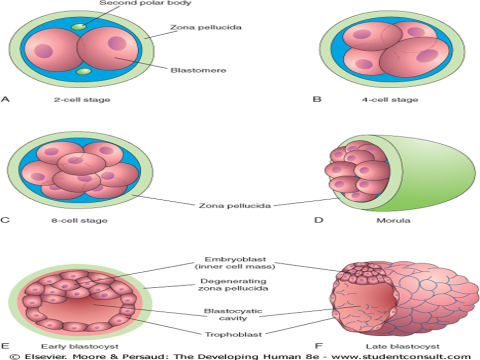 Second polar body
Zona pellucida
Blastomere
A
2-cell stage
B
4-cell stage
C
8-cell stage
Zona pellucida
D
Morula
Embryoblast
(inner cell mass)
Degenerating
zona pellucida
Blastocystic
cavity
Trophoblast
E
Early blastocyst
F
Late blastocyst
© Elsevier. Moore & Persaud: The Developing Human 8e - www.studentconsult.com